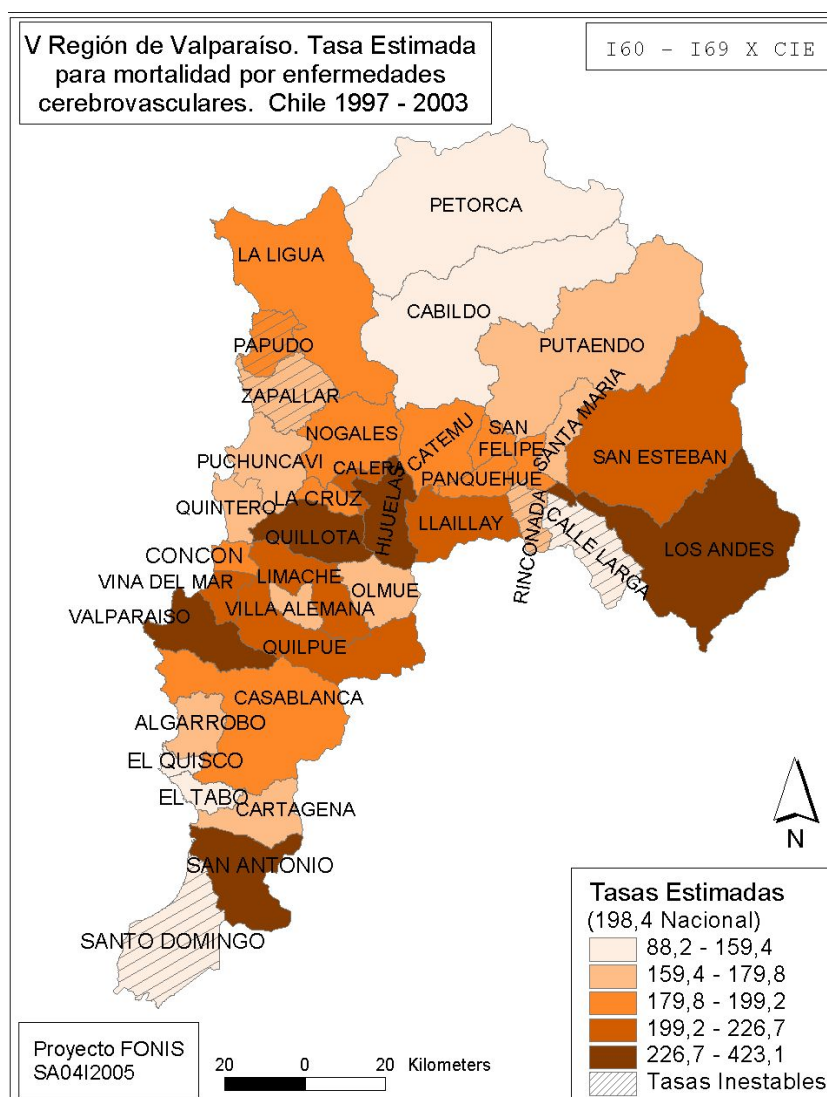 V Región de Valparaíso. Tasa Estimada
para mortalidad por enfermedades
cerebrovasculares. Chile 1997 - 2003
I60 - I69 X CIE
PETORCA
LA LIGUA
CABILDO
PAPUDO
PUTAENDO
ZAPALLAR
SANTA MARIA
NOGALES
CATEMU
SAN
FELIPE
SAN ESTEBAN
PUCHUNCAVI
CALERA
PANQUEHUE
LA CRUZ
QUINTERO
HIJUELAS
LLAILLAY
RINCONADA
CALLE LARGA
QUILLOTA
LOS ANDES
CONCON
VINA DEL MAR
LIMACHE
OLMUE
VALPARAISO
VILLA ALEMANA
QUILPUE
CASABLANCA
ALGARROBO
EL QUISCO
EL TABO
CARTAGENA
SAN ANTONIO
SANTO DOMINGO
N
Tasas Estimadas
(198,4 Nacional)
88,2 - 159,4
159,4 - 179,8
179,8 - 199,2
199,2 - 226,7
226,7 - 423,1
Tasas Inestables
Proyecto FONIS
SA04I2005
20 0 20 Kilometers